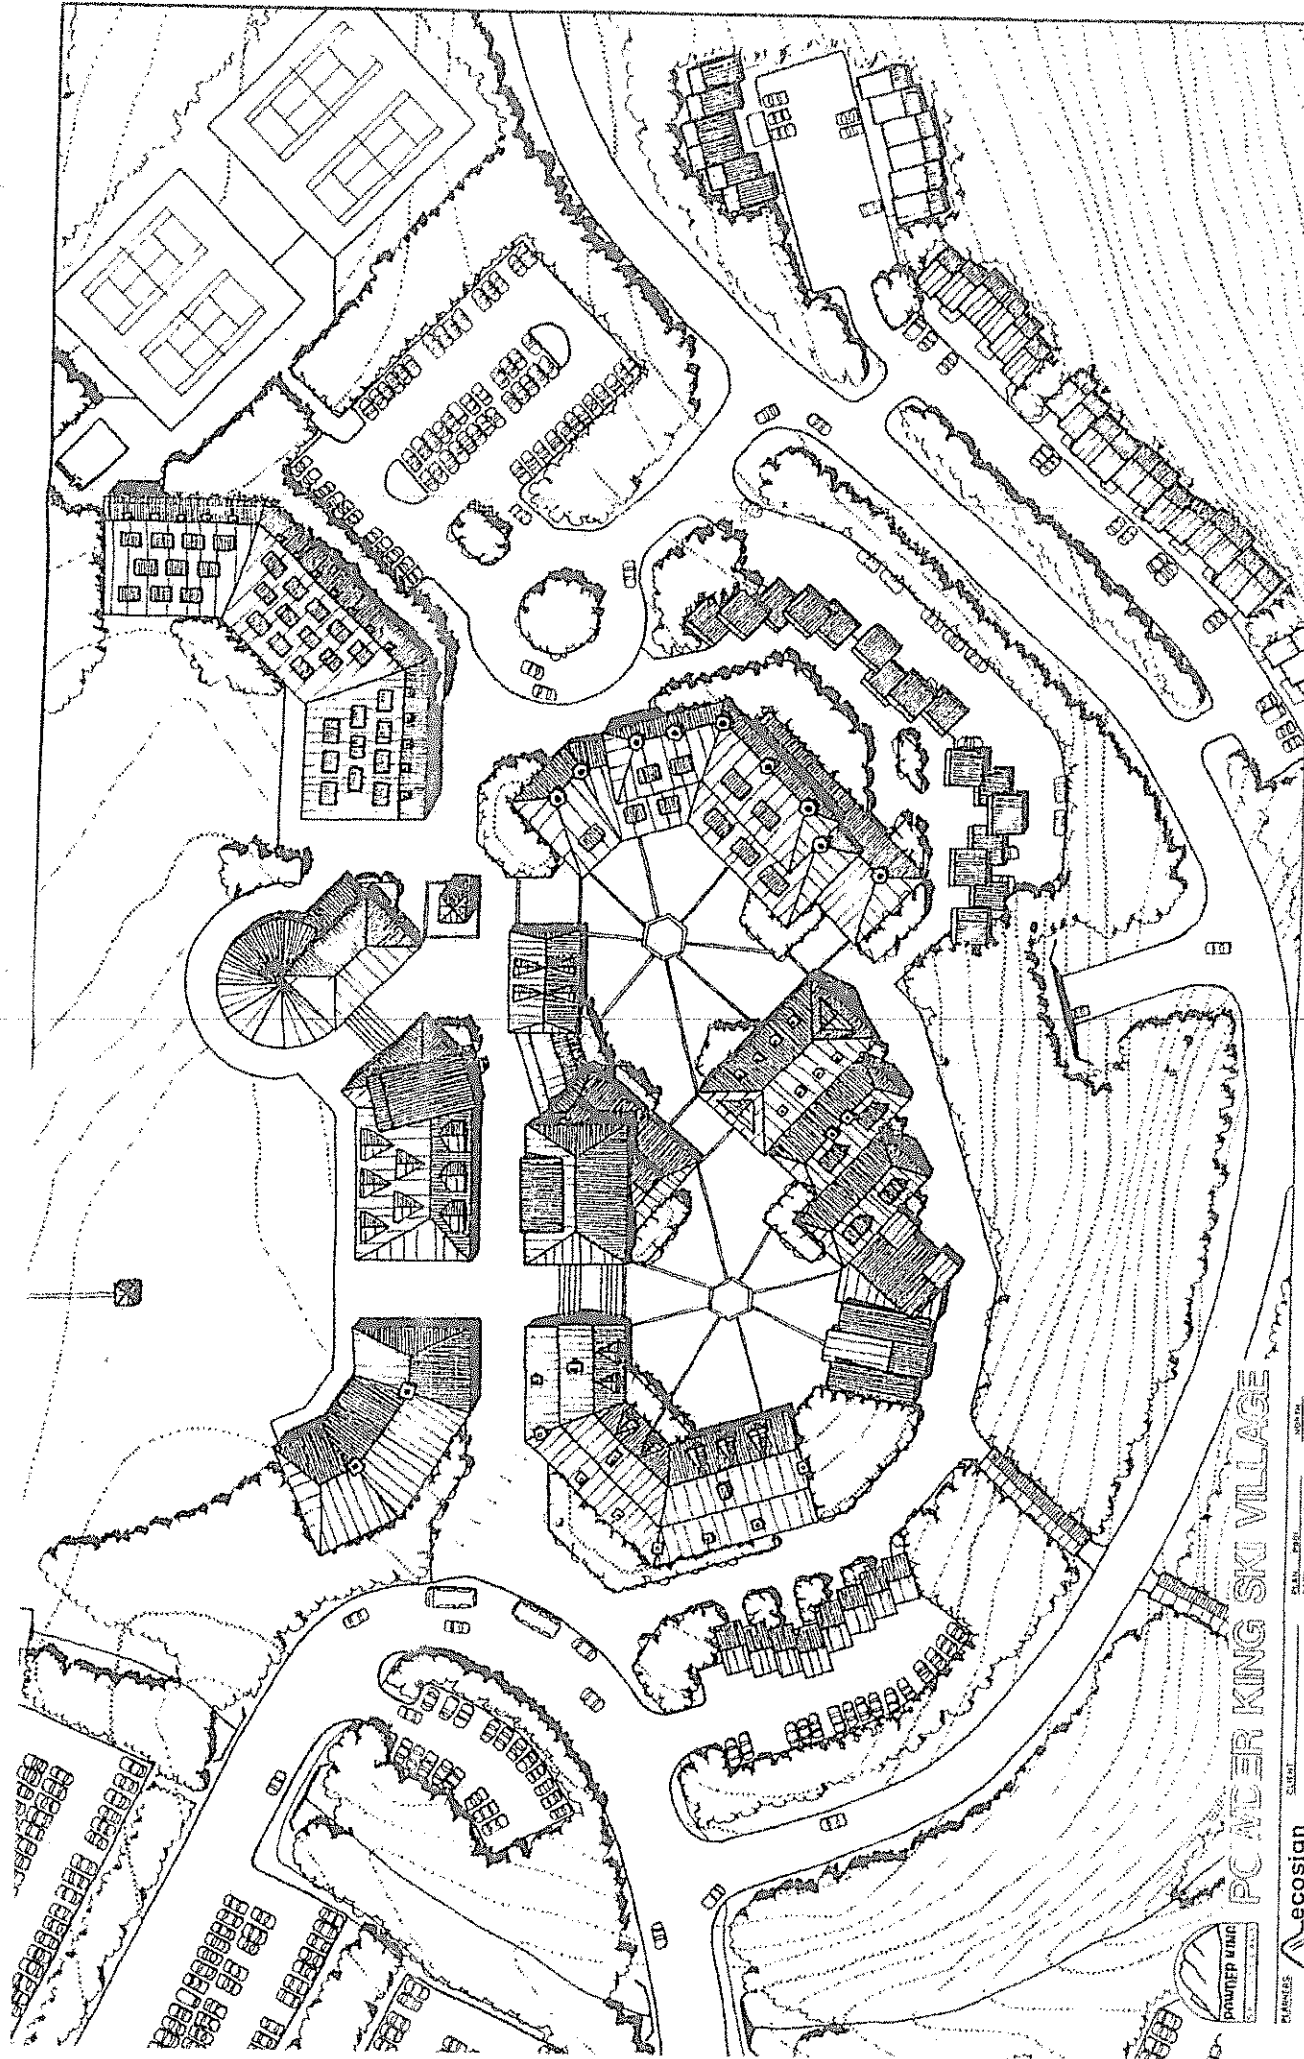 POWDER KING SKI VILLAGE
POWDER KING
PLANNERS
ecosign
CLIENT
PLAN
NORTH